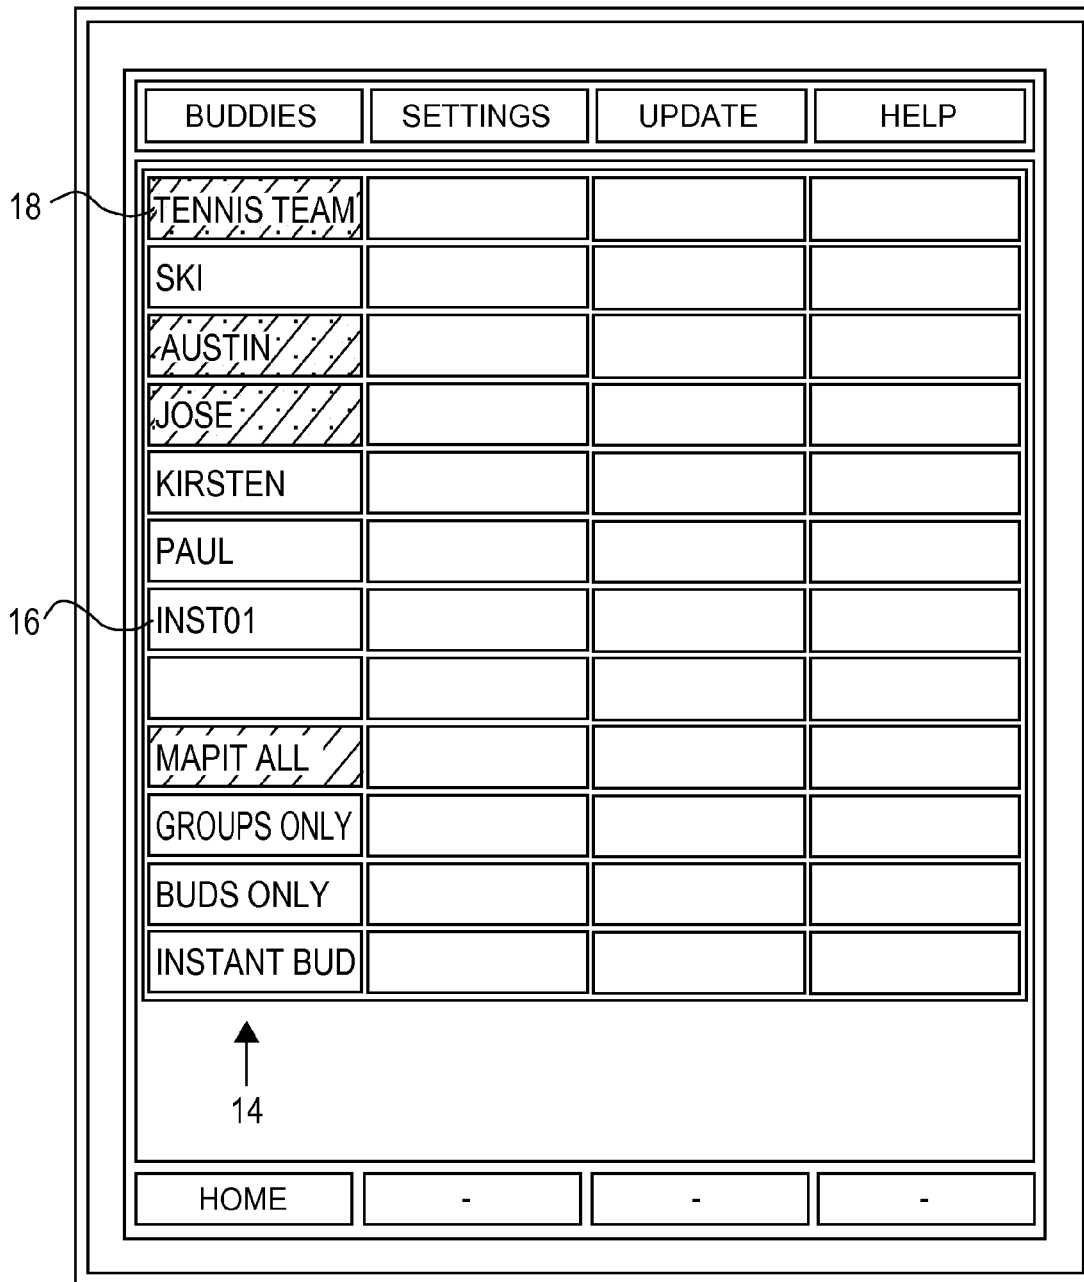 BUDDIES SETTINGS UPDATE HELP
18
TENNIS TEAM
SKI
AUSTIN
JOSE
KIRSTEN
PAUL
16
INST01
MAPIT ALL
GROUPS ONLY
BUDS ONLY
INSTANT BUD
14
HOME - - -